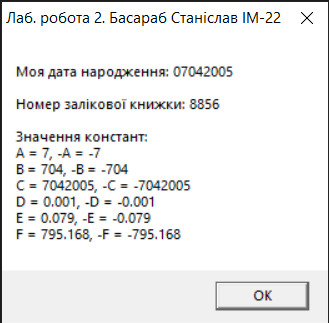 Лаб. робота 2. Басараб Станіслав ІМ-22
Моя дата народження: 07042005
Номер залікової книжки: 8856
Значення констант:
A = 7, -A = -7
B = 704, -B = -704
C = 7042005, -C = -7042005
D = 0.001, -D = -0.001
E = 0.079, -E = -0.079
F = 795.168, -F = -795.168
OK